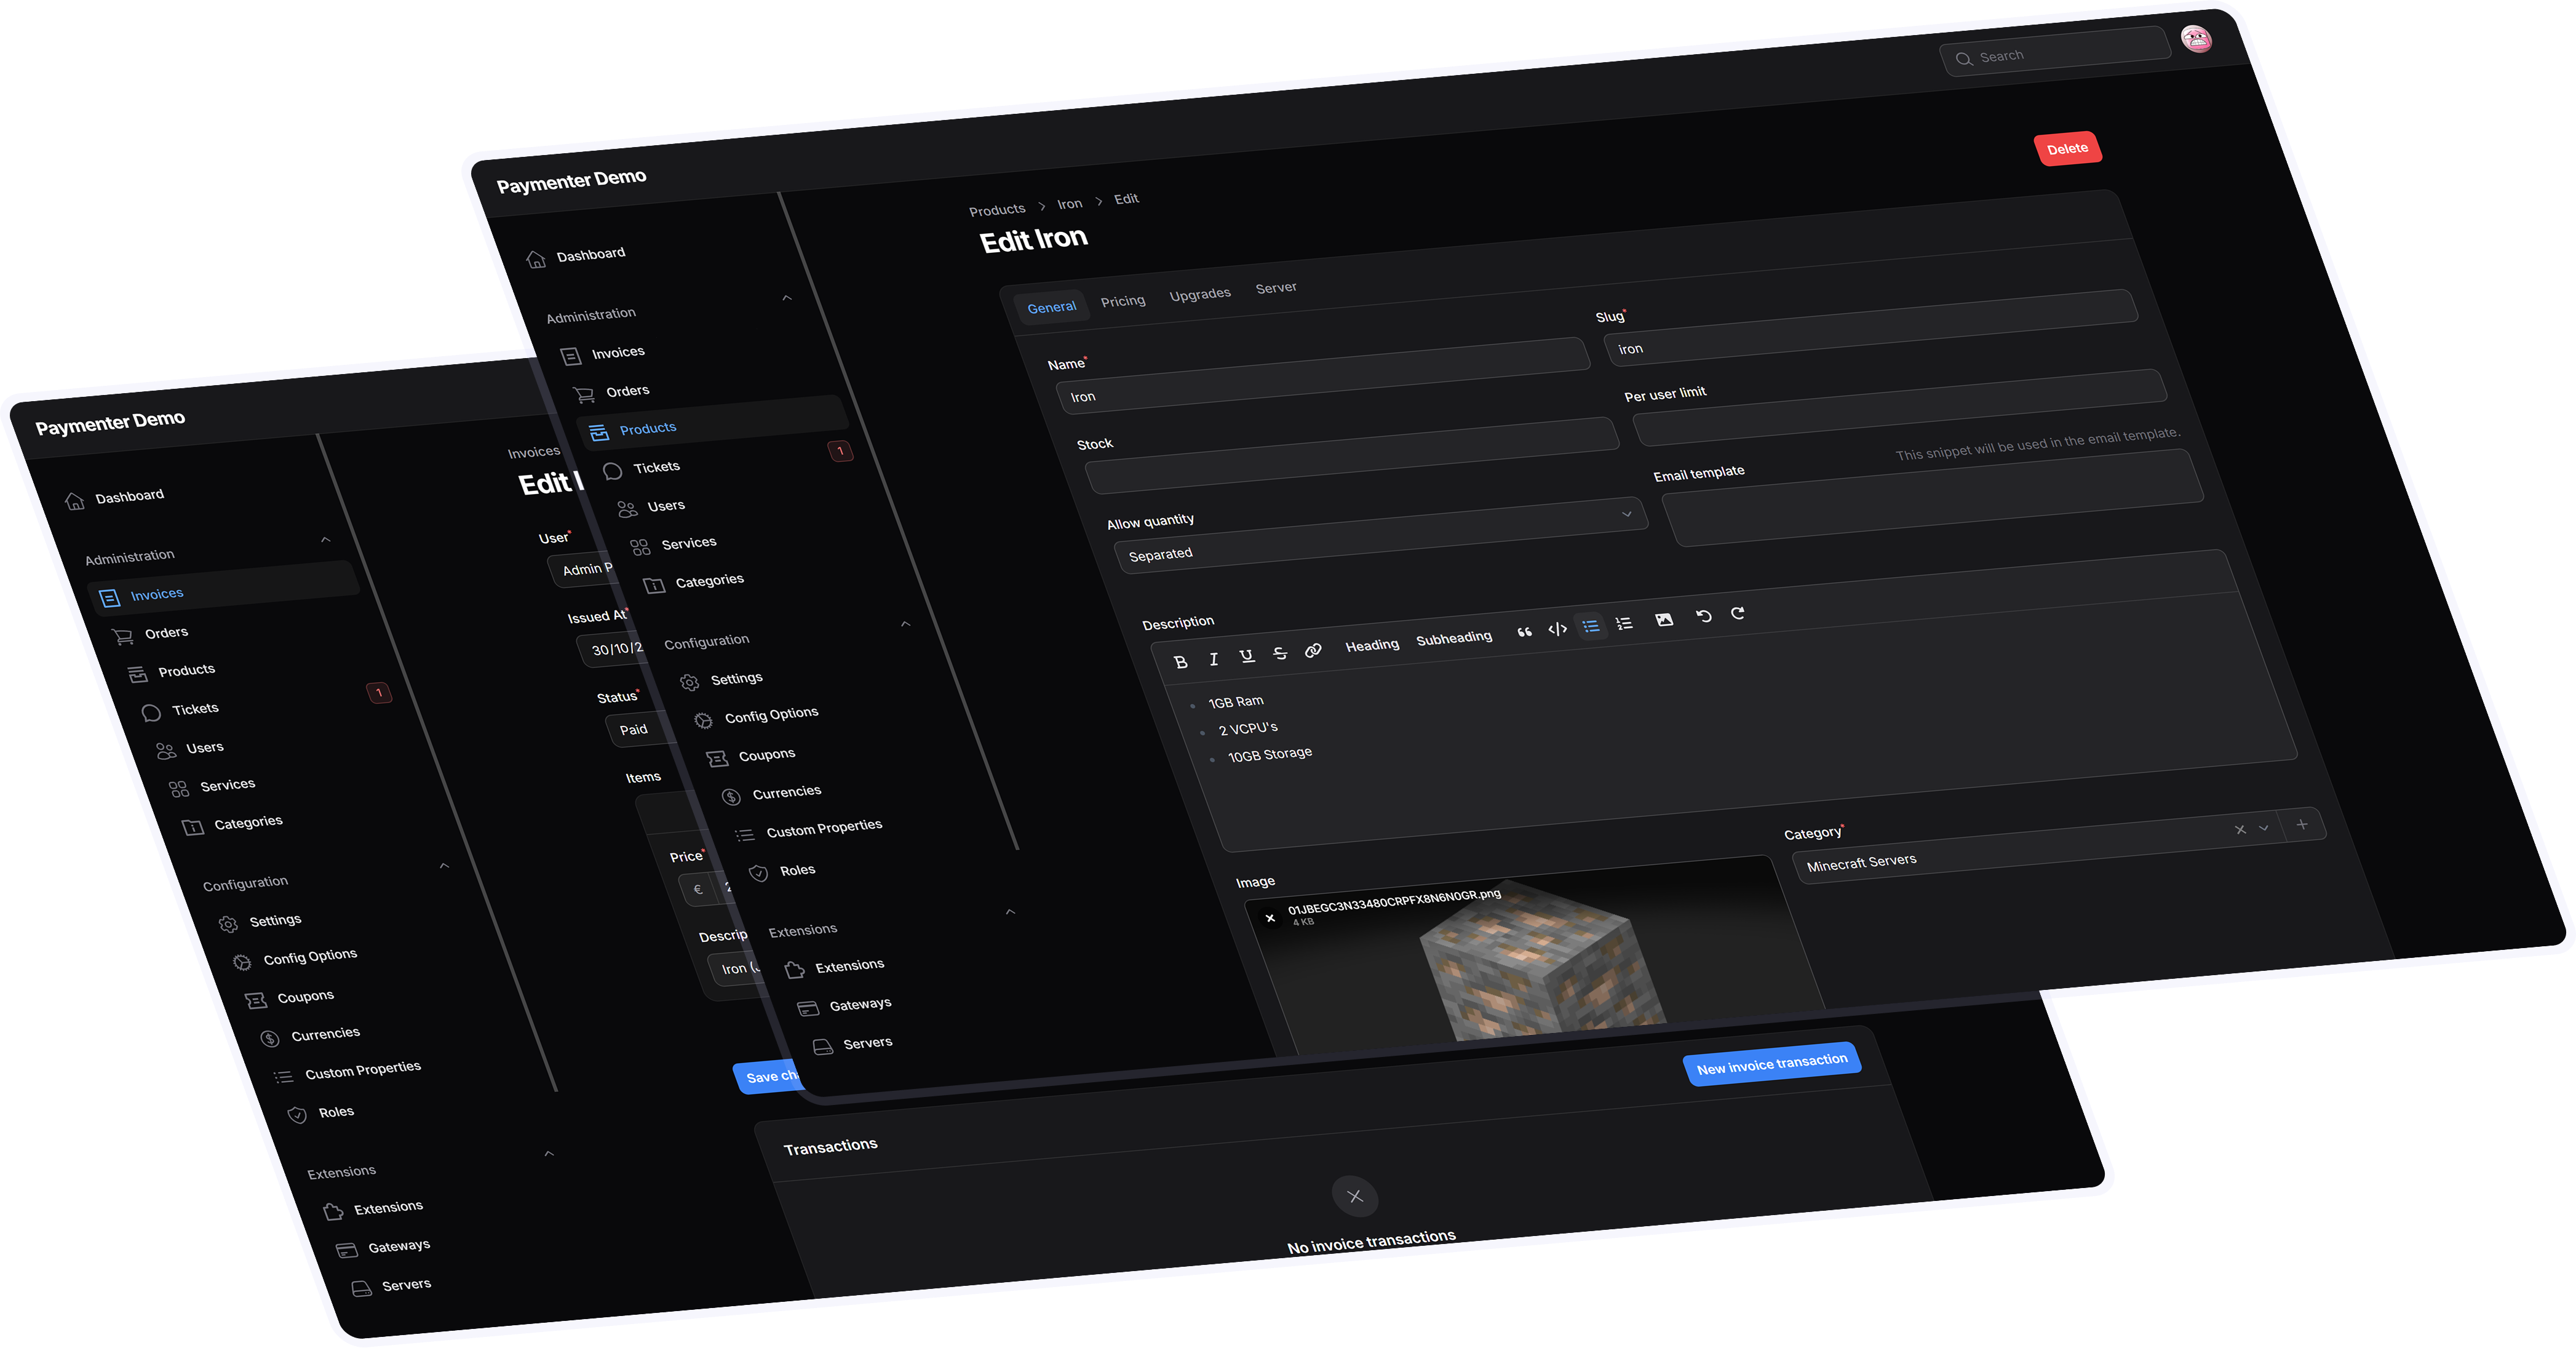 Paymenter Demo
Search
Dashboard
Administration
Invoices
Orders
Products
Tickets
1
Users
Services
Categories
Configuration
Settings
Config Options
Coupons
Currencies
Custom Properties
Roles
Extensions
Extensions
Gateways
Servers
Products > Iron > Edit
Edit Iron
Delete
General Pricing Upgrades Server
Name*
Iron
Slug*
iron
Stock
Per user limit
Allow quantity
Separated
Email template
This snippet will be used in the email template.
Description
Heading Subheading
1GB Ram
2 VCPU's
10GB Storage
Image
01JBEGC3N33480CRPFX8N6N0GR.png
4 KB
Category*
Minecraft Servers
Paymenter Demo
Dashboard
Administration
Invoices
Orders
Products
Tickets
1
Users
Services
Categories
Configuration
Settings
Config Options
Coupons
Currencies
Custom Properties
Roles
Extensions
Extensions
Gateways
Servers
Invoices
Edit I
User*
Admin P
Issued At*
30/10/2
Status*
Paid
Items
Price*
€ 2
Descrip
Iron (
Save ch
Transactions
New invoice transaction
No invoice transactions